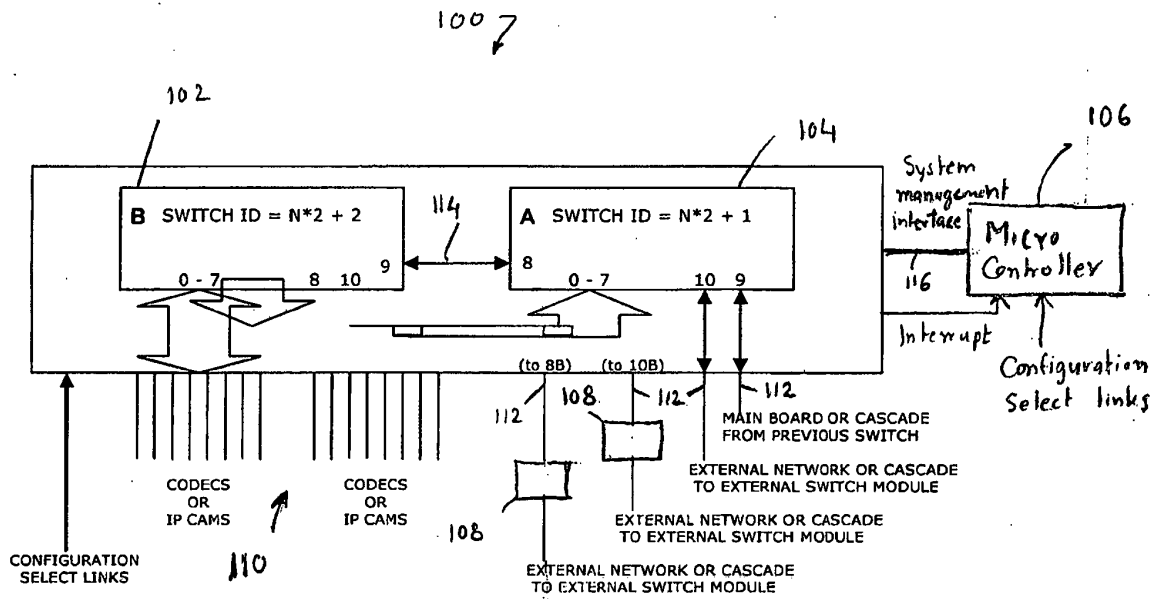 100
102
104
106
B SWITCH ID = N*2 + 2
114
A SWITCH ID = N*2 + 1
System
management
interface
Micro
Controller
9
8
0 - 7
8
10
0 - 7
10
9
116
Interrupt
Configuration
Select links
(to 8B)
(to 10B)
112
108
112
112
MAIN BOARD OR CASCADE
FROM PREVIOUS SWITCH
CODECS
OR
IP CAMS
CODECS
OR
IP CAMS
EXTERNAL NETWORK OR CASCADE
TO EXTERNAL SWITCH MODULE
108
EXTERNAL NETWORK OR CASCADE
TO EXTERNAL SWITCH MODULE
CONFIGURATION
SELECT LINKS
110
EXTERNAL NETWORK OR CASCADE
TO EXTERNAL SWITCH MODULE